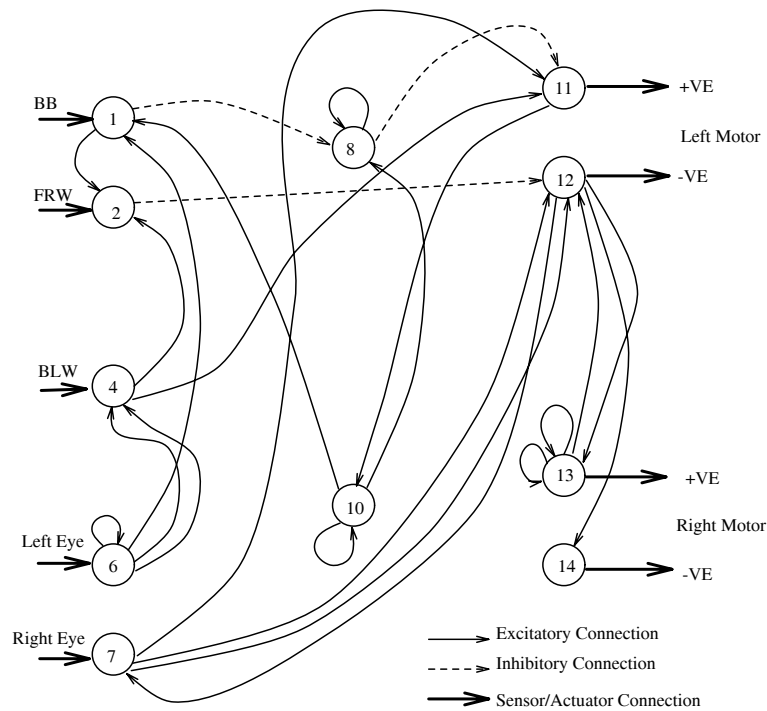 BB
1
8
11
+VE
Left Motor
FRW
2
12
-VE
BLW
4
10
13
+VE
Right Motor
Left Eye
6
14
-VE
Right Eye
7
Excitatory Connection
Inhibitory Connection
Sensor/Actuator Connection